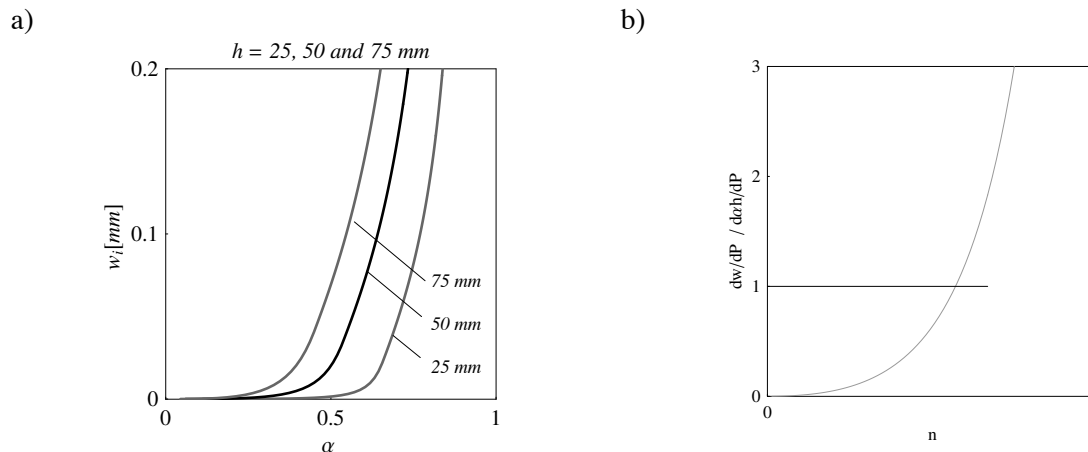 a)
h = 25, 50 and 75 mm
0.2
0.1
0
w_i[mm]
75 mm
50 mm
25 mm
0
0.5
1
α
b)
3
2
1
0
dw/dP / dαh/dP
0
n